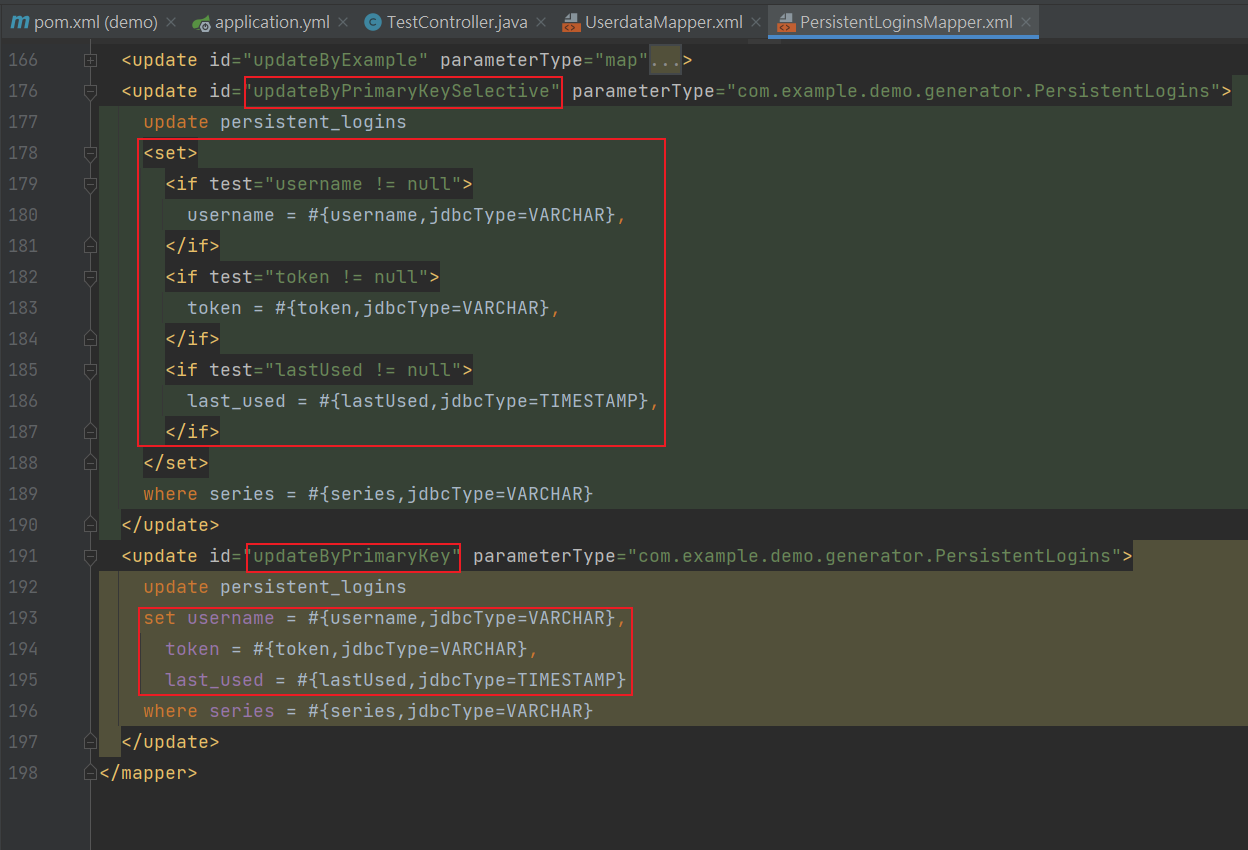 pom.xml (demo) application.yml TestController.java UserdataMapper.xml PersistentLoginsMapper.xml
166 <update id="updateByExample" parameterType="map"...>
176 <update id="updateByPrimaryKeySelective" parameterType="com.example.demo.generator.PersistentLogins">
177 update persistent_logins
178 <set>
179 <if test="username != null">
180 username = #{username,jdbcType=VARCHAR},
181 </if>
182 <if test="token != null">
183 token = #{token,jdbcType=VARCHAR},
184 </if>
185 <if test="lastUsed != null">
186 last_used = #{lastUsed,jdbcType=TIMESTAMP},
187 </if>
188 </set>
189 where series = #{series,jdbcType=VARCHAR}
190 </update>
191 <update id="updateByPrimaryKey" parameterType="com.example.demo.generator.PersistentLogins">
192 update persistent_logins
193 set username = #{username,jdbcType=VARCHAR},
194 token = #{token,jdbcType=VARCHAR},
195 last_used = #{lastUsed,jdbcType=TIMESTAMP}
196 where series = #{series,jdbcType=VARCHAR}
197 </update>
198 </mapper>